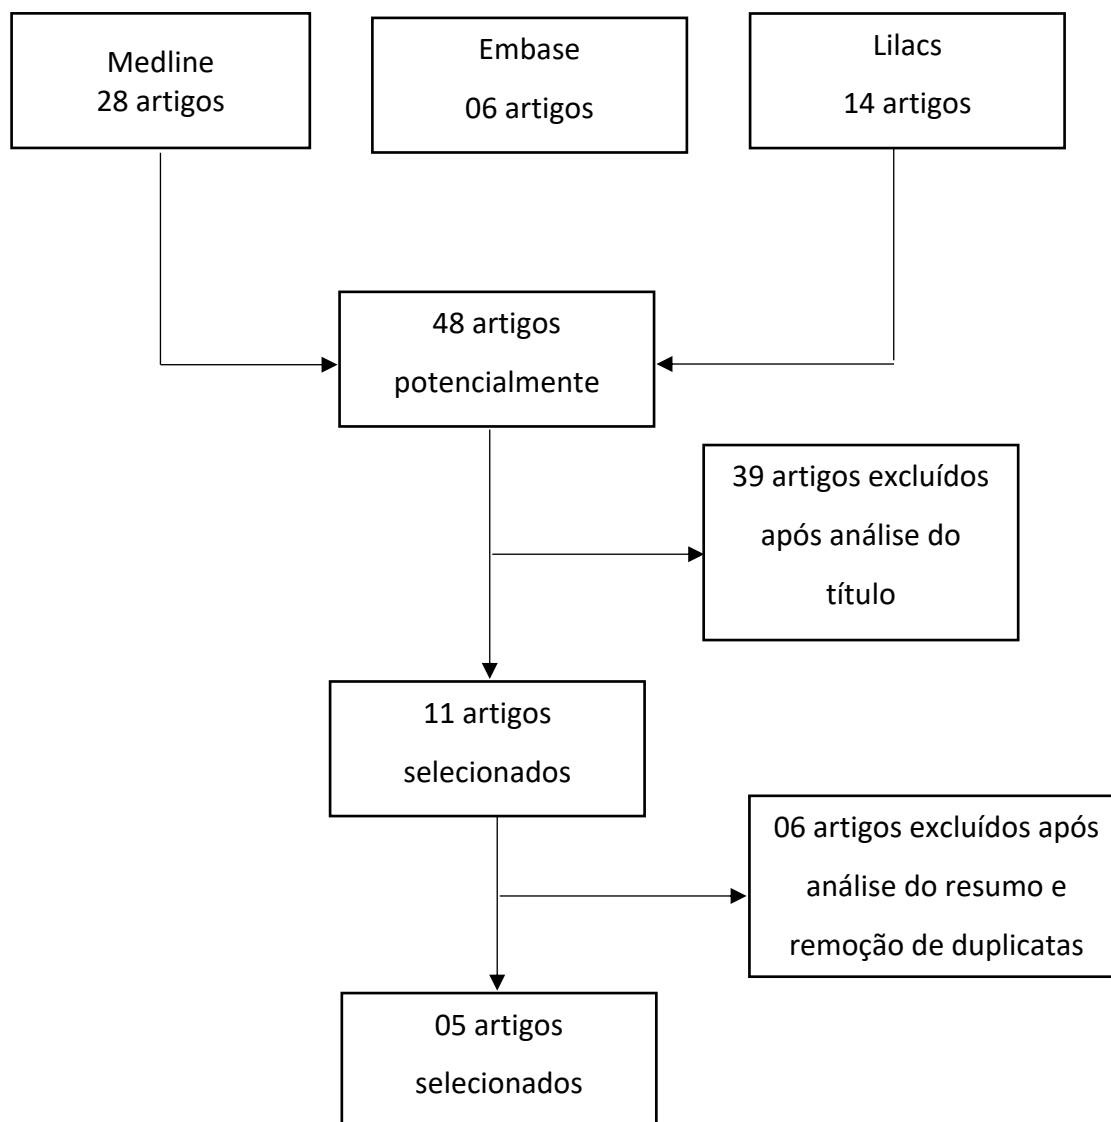 Medline
28 artigos
Embase
06 artigos
Lilacs
14 artigos
48 artigos
potencialmente
39 artigos excluídos
após análise do
título
11 artigos
selecionados
06 artigos excluídos após
análise do resumo e
remoção de duplicatas
05 artigos
selecionados